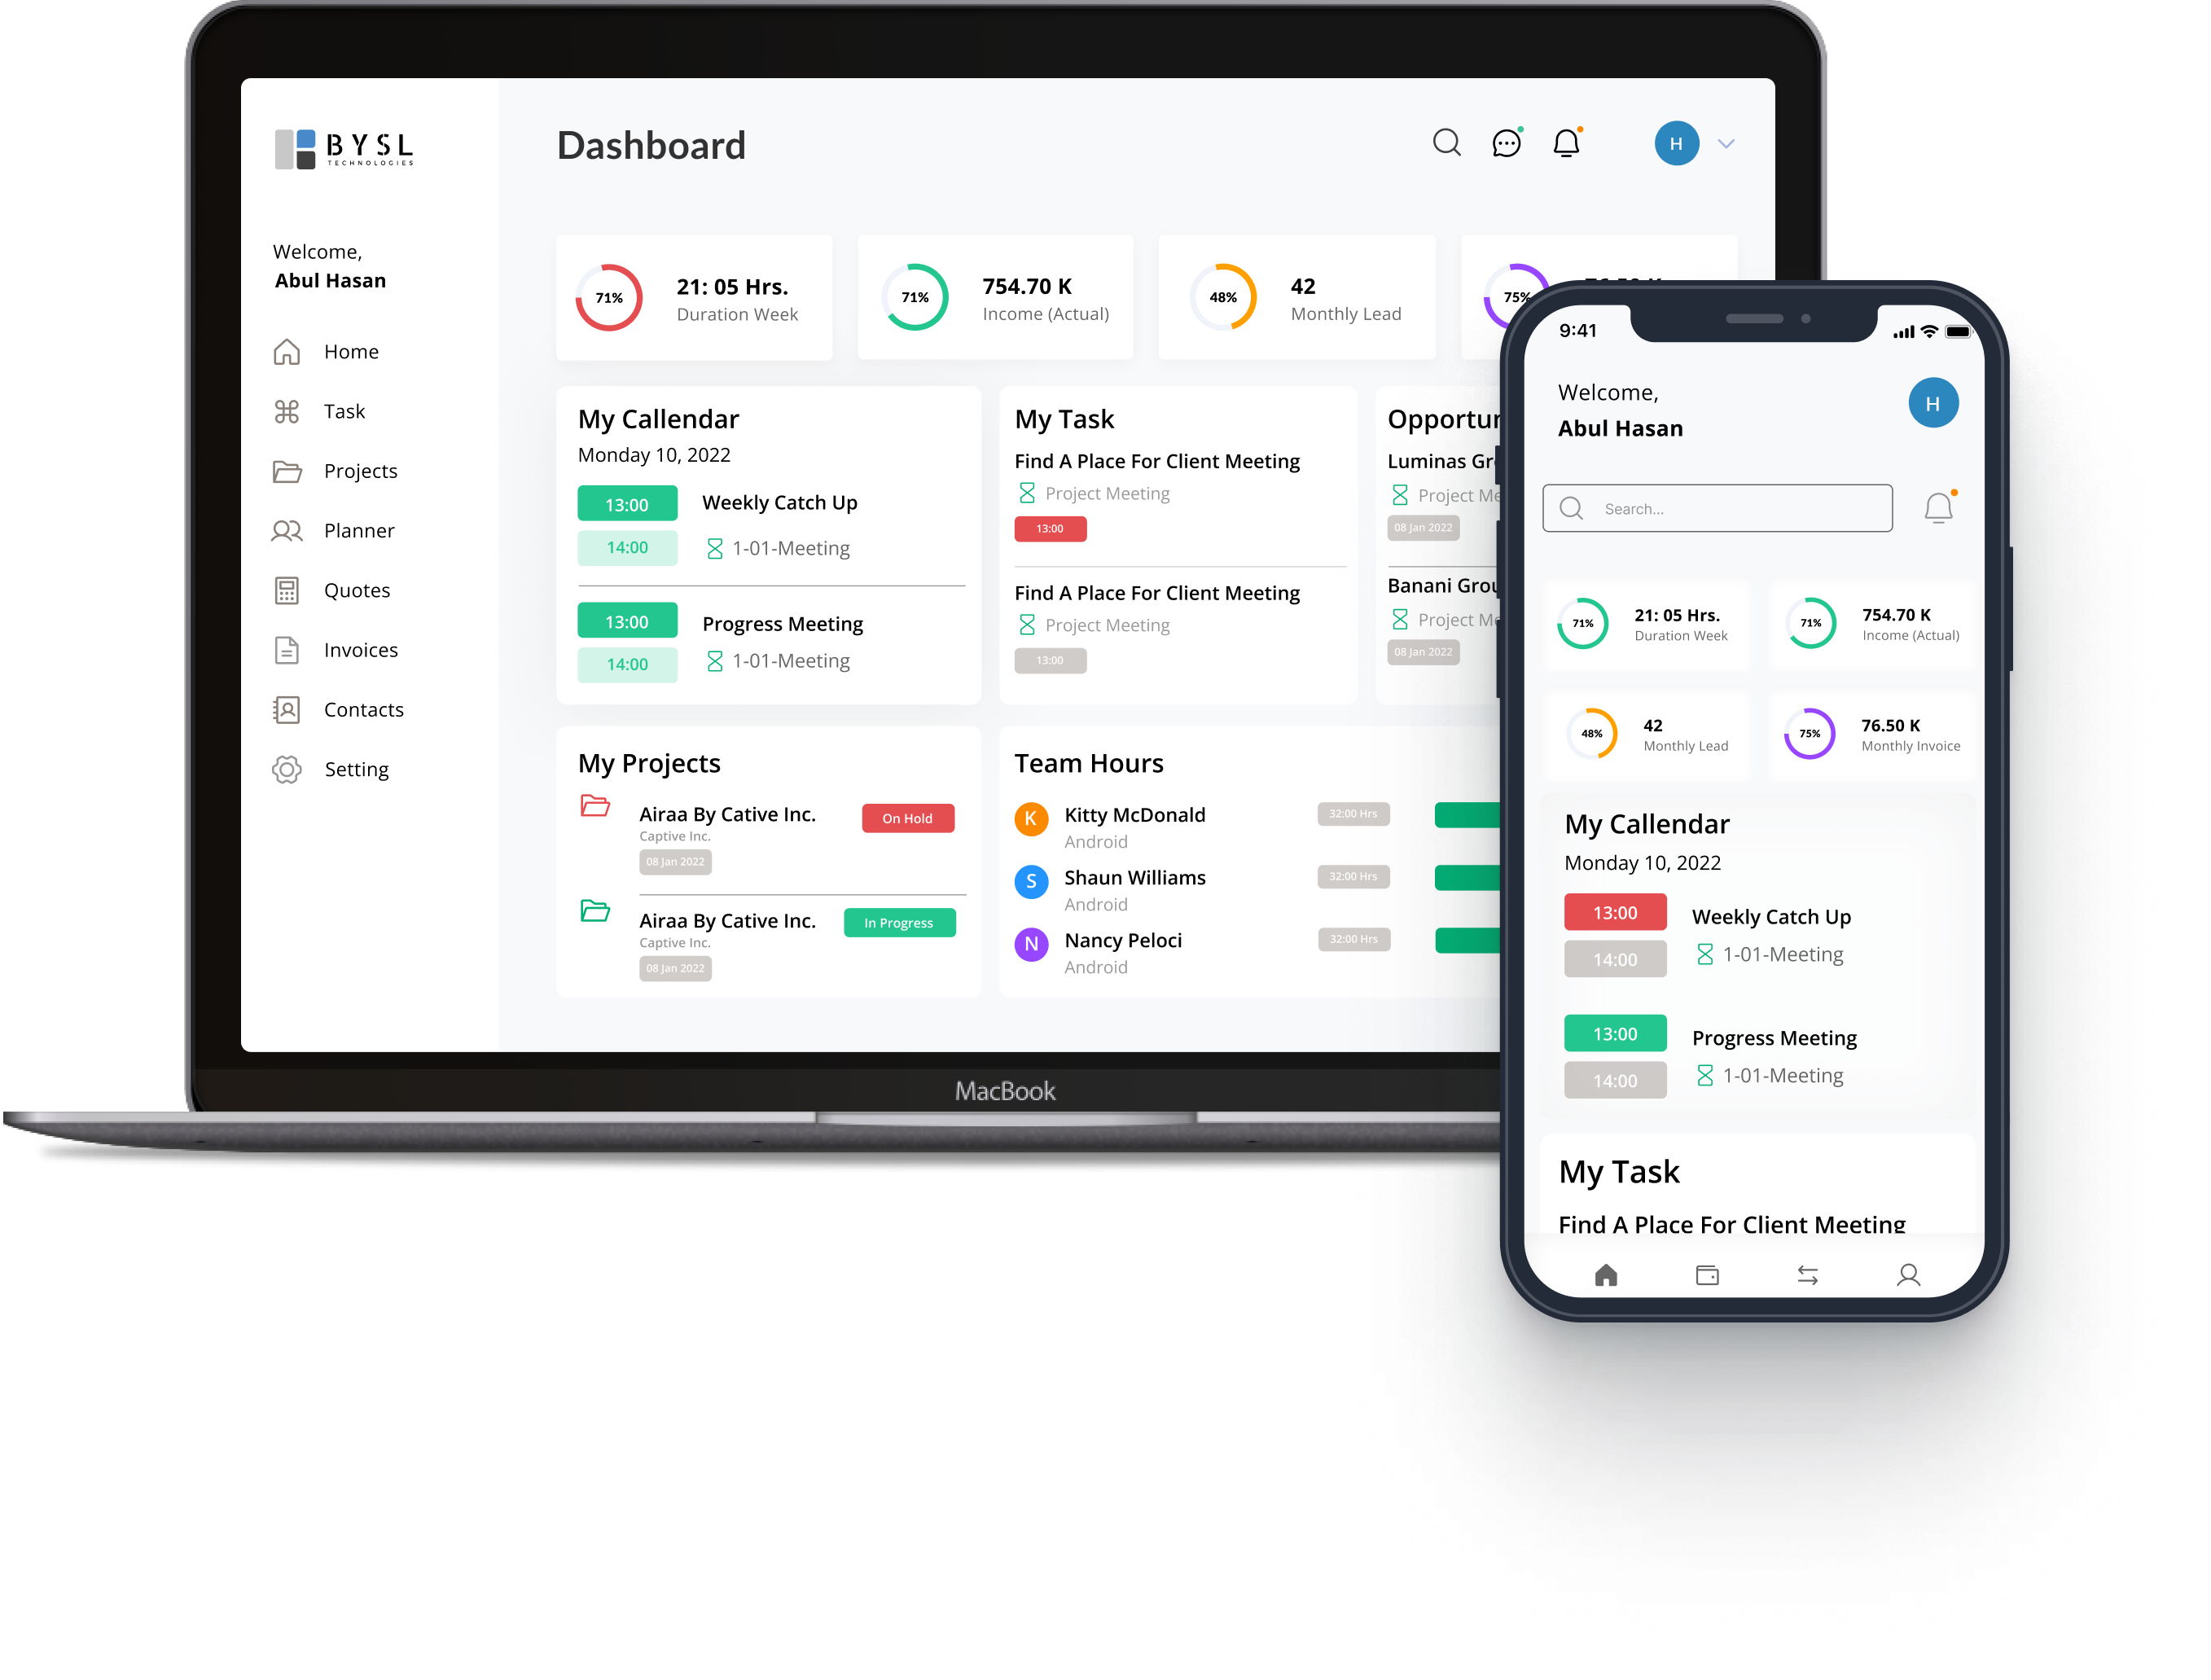 BYSL
TECHNOLOGIES
Welcome,
Abul Hasan
Home
Task
Projects
Planner
Quotes
Invoices
Contacts
Setting
Dashboard
H
71%
21: 05 Hrs.
Duration Week
71%
754.70 K
Income (Actual)
48%
42
Monthly Lead
75%
My Callendar
Monday 10, 2022
13:00
Weekly Catch Up
14:00
1-01-Meeting
13:00
Progress Meeting
14:00
1-01-Meeting
My Task
Find A Place For Client Meeting
Project Meeting
13:00
Find A Place For Client Meeting
Project Meeting
13:00
Opportun
Luminas Gr
Project Me
08 Jan 2022
Banani Grou
Project Me
08 Jan 2022
My Projects
Airaa By Cative Inc.
On Hold
Captive Inc.
08 Jan 2022
Airaa By Cative Inc.
In Progress
Captive Inc.
08 Jan 2022
Team Hours
K
Kitty McDonald
32:00 Hrs
Android
S
Shaun Williams
32:00 Hrs
Android
N
Nancy Peloci
32:00 Hrs
Android
MacBook
9:41
Welcome,
Abul Hasan
H
Search...
71%
21: 05 Hrs.
Duration Week
71%
754.70 K
Income (Actual)
48%
42
Monthly Lead
75%
76.50 K
Monthly Invoice
My Callendar
Monday 10, 2022
13:00
Weekly Catch Up
14:00
1-01-Meeting
13:00
Progress Meeting
14:00
1-01-Meeting
My Task
Find A Place For Client Meeting